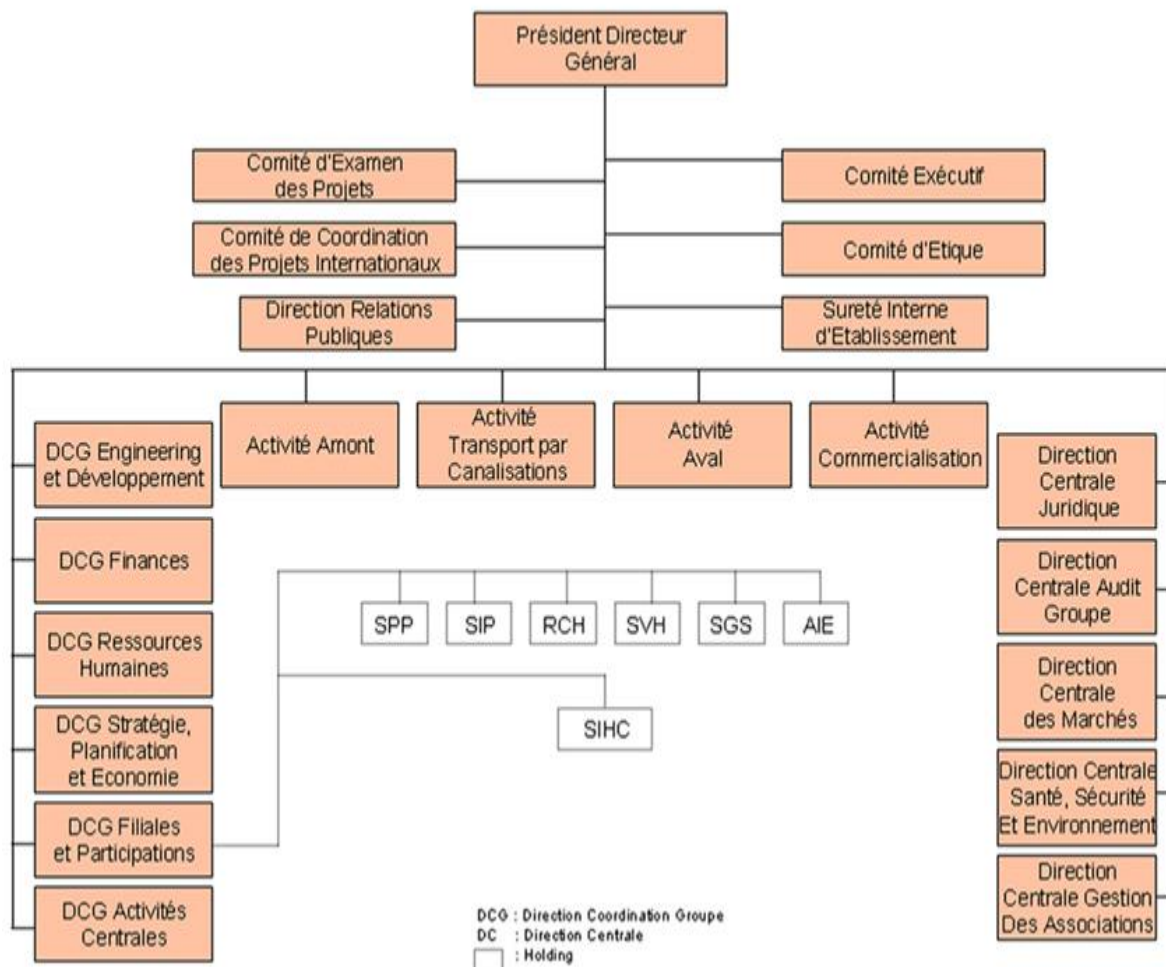 Président Directeur
Général
Comité d'Examen
des Projets
Comité Exécutif
Comité de Coordination
des Projets Internationaux
Comité d'Etique
Direction Relations
Publiques
Sureté Interne
d'Etablissement
Activité Amont
Activité
Transport par
Canalisations
Activité
Aval
Activité
Commercialisation
DCG Engineering
et Développement
DCG Finances
DCG Ressources
Humaines
DCG Stratégie,
Planification
et Economie
DCG Filiales
et Participations
DCG Activités
Centrales
SPP
SIP
RCH
SVH
SGS
AIE
SIHC
Direction
Centrale
Juridique
Direction
Centrale Audit
Groupe
Direction
Centrale
des Marchés
Direction Centrale
Santé, Sécurité
Et Environnement
Direction
Centrale Gestion
Des Associations
DCG : Direction Coordination Groupe
DC : Direction Centrale
: Holding